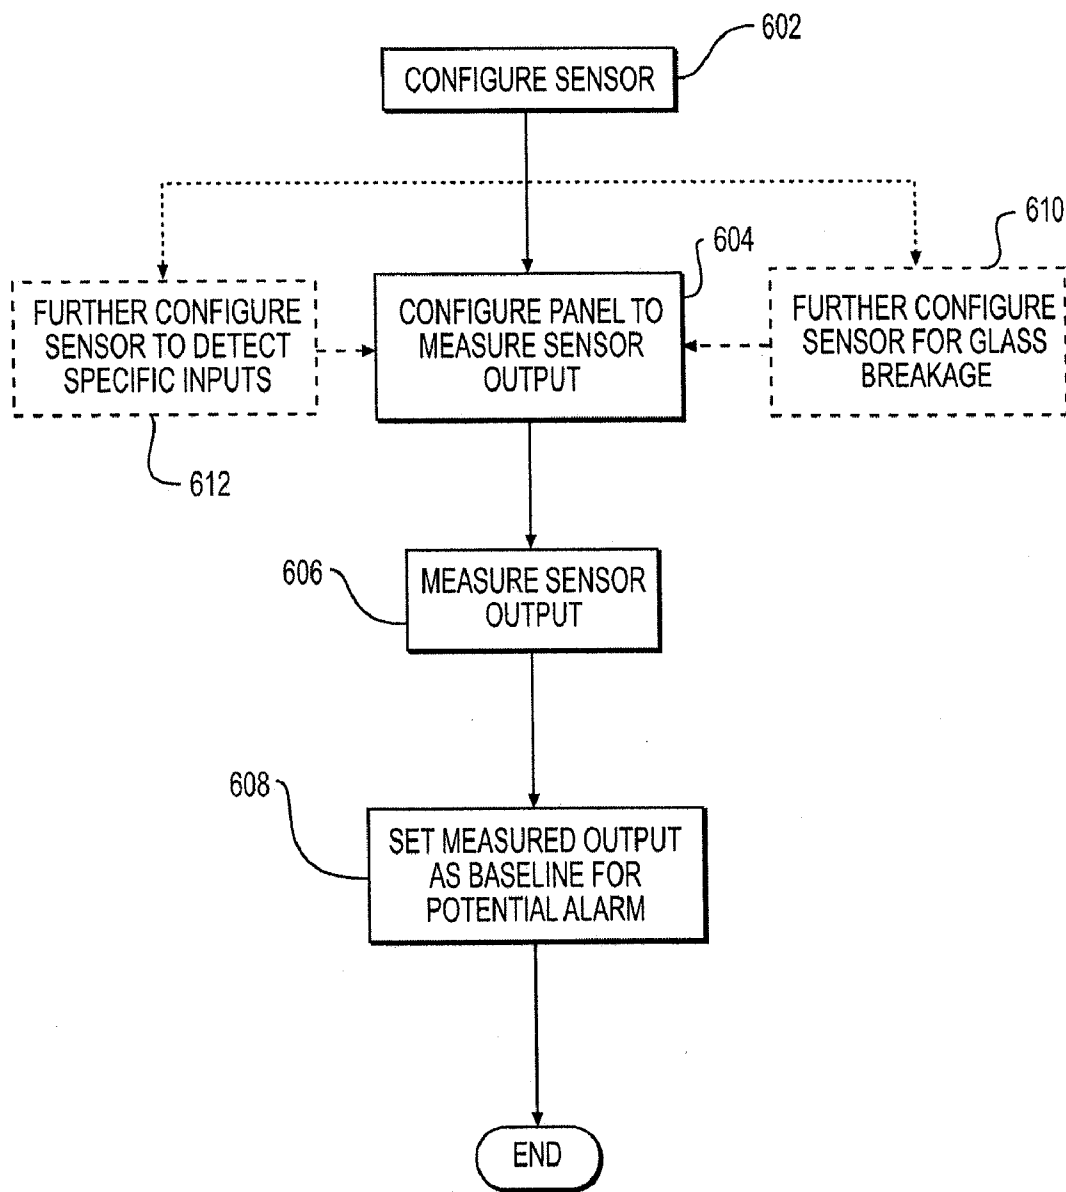 602
CONFIGURE SENSOR
610
604
FURTHER CONFIGURE
SENSOR TO DETECT
SPECIFIC INPUTS
CONFIGURE PANEL TO
MEASURE SENSOR
OUTPUT
FURTHER CONFIGURE
SENSOR FOR GLASS
BREAKAGE
612
606
MEASURE SENSOR
OUTPUT
608
SET MEASURED OUTPUT
AS BASELINE FOR
POTENTIAL ALARM
END